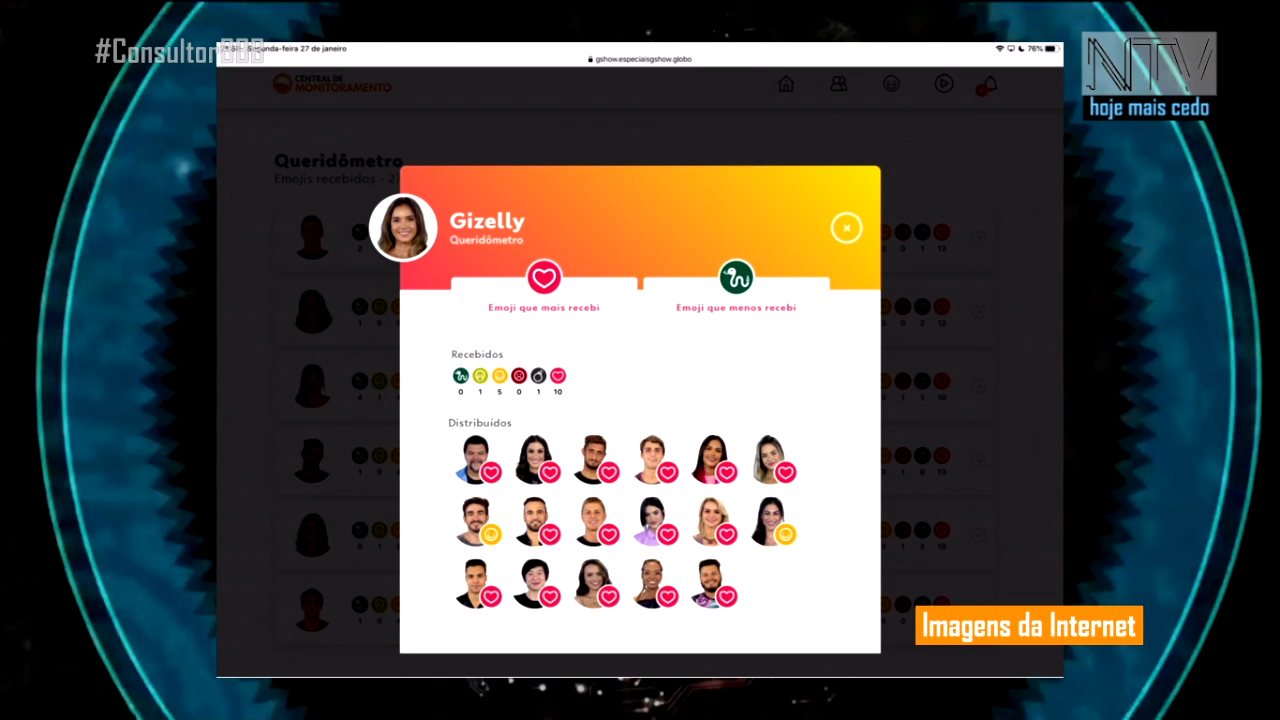 #Consultor
Segunda-feira 27 de janeiro
76%
gshow.especiaisgshow.globo
NTV
hoje mais cedo
CENTRAL DE
MONITORAMENTO
Queridômetro
Emojis recebidos - 27
Gizelly
Queridômetro
Emoji que mais recebi
Emoji que menos recebi
Recebidos
0 1 5 0 1 10
Distribuídos
Imagens da Internet